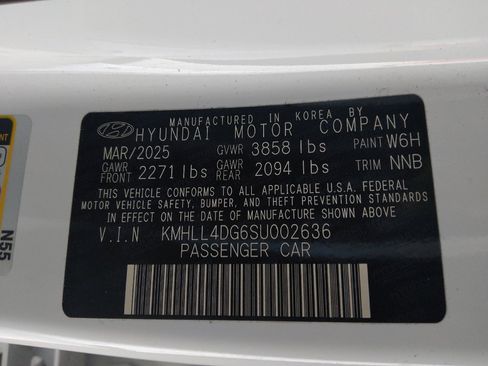 MANUFACTURED IN KOREA BY
HYUNDAI MOTOR COMPANY
MAR/2025 GVWR 3858 lbs PAINT W6H
GAWR FRONT 2271 lbs GAWR REAR 2094 lbs TRIM NNB
THIS VEHICLE CONFORMS TO ALL APPLICABLE U.S.A. FEDERAL
MOTOR VEHICLE SAFETY, BUMPER, AND THEFT PREVENTION STANDARDS
IN EFFECT ON THE DATE OF MANUFACTURE SHOWN ABOVE
V.I.N KMHLL4DG6SU002636
PASSENGER CAR
N55